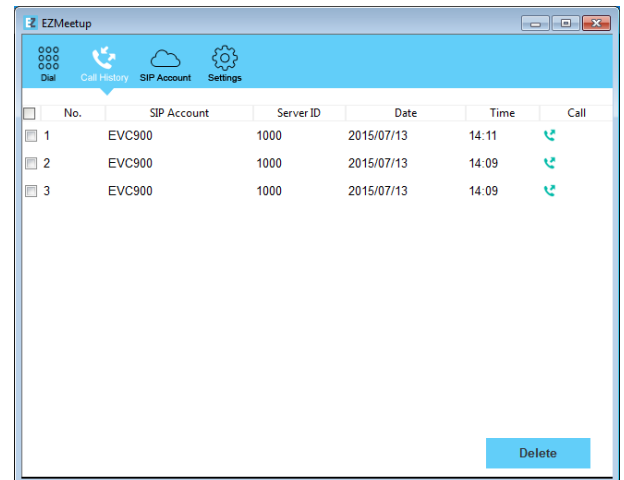 EZMeetup
Dial Call History SIP Account Settings
No. SIP Account Server ID Date Time Call
1 EVC900 1000 2015/07/13 14:11
2 EVC900 1000 2015/07/13 14:09
3 EVC900 1000 2015/07/13 14:09
Delete